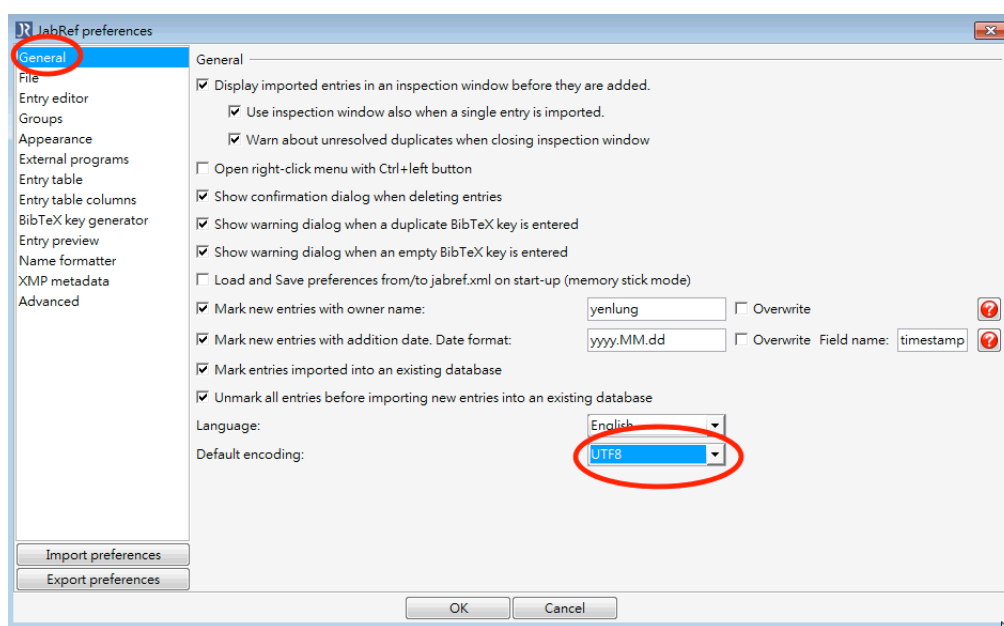 JabRef preferences
General
File
Entry editor
Groups
Appearance
External programs
Entry table
Entry table columns
BibTeX key generator
Entry preview
Name formatter
XMP metadata
Advanced
Import preferences
Export preferences
General
Display imported entries in an inspection window before they are added.
Use inspection window also when a single entry is imported.
Warn about unresolved duplicates when closing inspection window
Open right-click menu with Ctrl+left button
Show confirmation dialog when deleting entries
Show warning dialog when a duplicate BibTeX key is entered
Show warning dialog when an empty BibTeX key is entered
Load and Save preferences from/to jabref.xml on start-up (memory stick mode)
Mark new entries with owner name: yenlung Overwrite
Mark new entries with addition date. Date format: yyyy.MM.dd Overwrite Field name: timestamp
Mark entries imported into an existing database
Unmark all entries before importing new entries into an existing database
Language: English
Default encoding: UTF8
OK Cancel